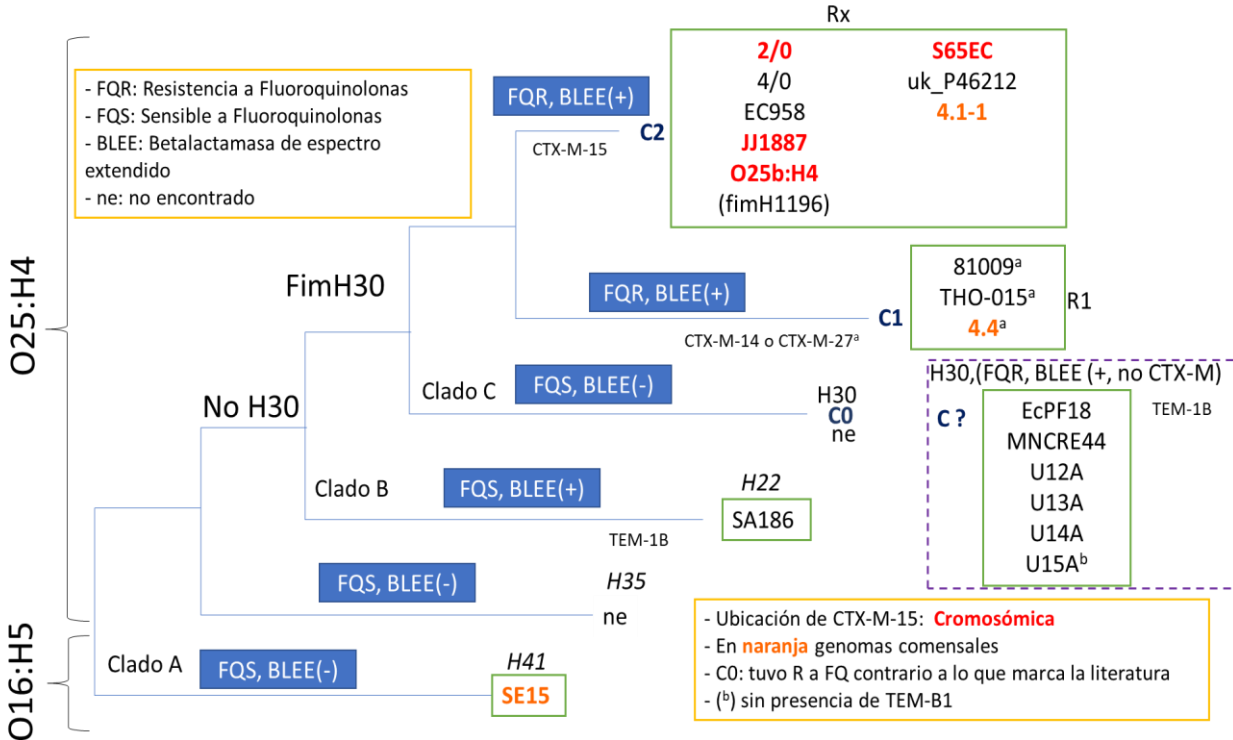 Rx
2/0 S65EC
4/0 uk_P46212
EC958 4.1-1
JJ1887
O25b:H4
(fimH1196)
- FQR: Resistencia a Fluoroquinolonas
- FQS: Sensible a Fluoroquinolonas
- BLEE: Betalactamasa de espectro
extendido
- ne: no encontrado
FQR, BLEE(+)
C2
CTX-M-15
O25:H4
FimH30
FQR, BLEE(+)
C1
CTX-M-14 o CTX-M-27ª
81009ª
THO-015ª
4.4ª
R1
Clado C
FQS, BLEE(-)
H30
C0
ne
H30,(FQR, BLEE (+, no CTX-M)
C ?
TEM-1B
EcPF18
MNCRE44
U12A
U13A
U14A
U15Aᵇ
No H30
Clado B
FQS, BLEE(+)
TEM-1B
H22
SA186
FQS, BLEE(-)
H35
ne
O16:H5
Clado A
FQS, BLEE(-)
H41
SE15
- Ubicación de CTX-M-15: Cromosómica
- En naranja genomas comensales
- C0: tuvo R a FQ contrario a lo que marca la literatura
- (ᵇ) sin presencia de TEM-B1